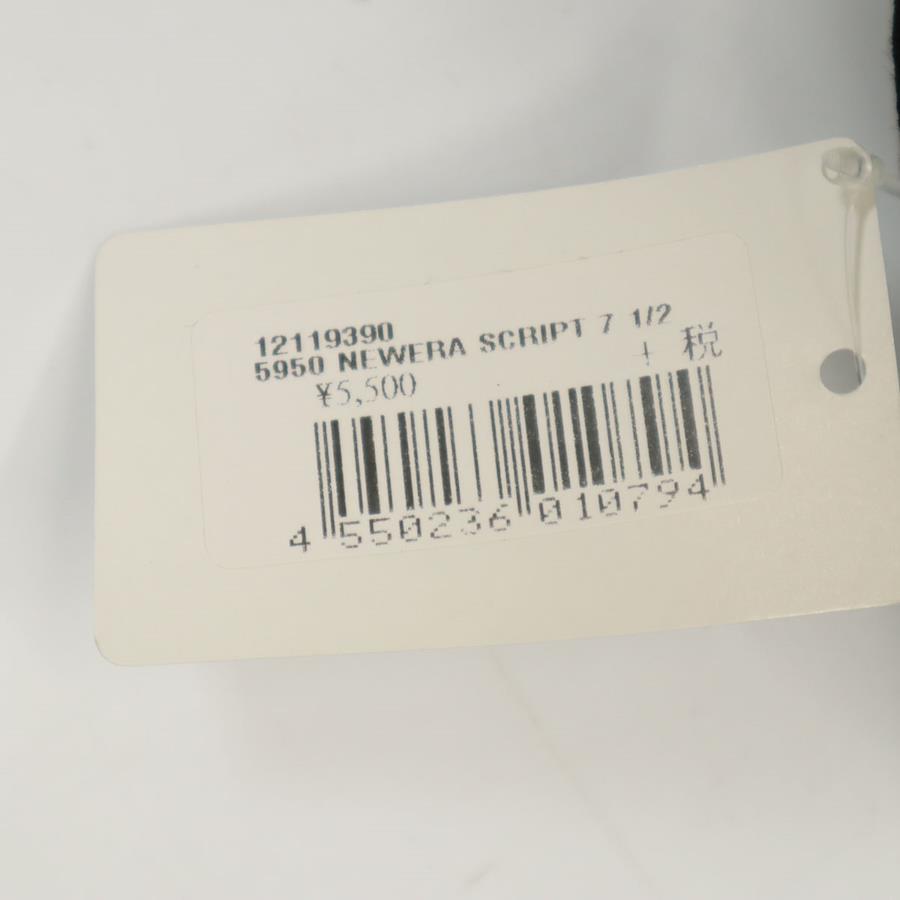 12119390
5950 NEWERA SCRIPT 7 1/2
¥5,500 + 税
4 550236 010794